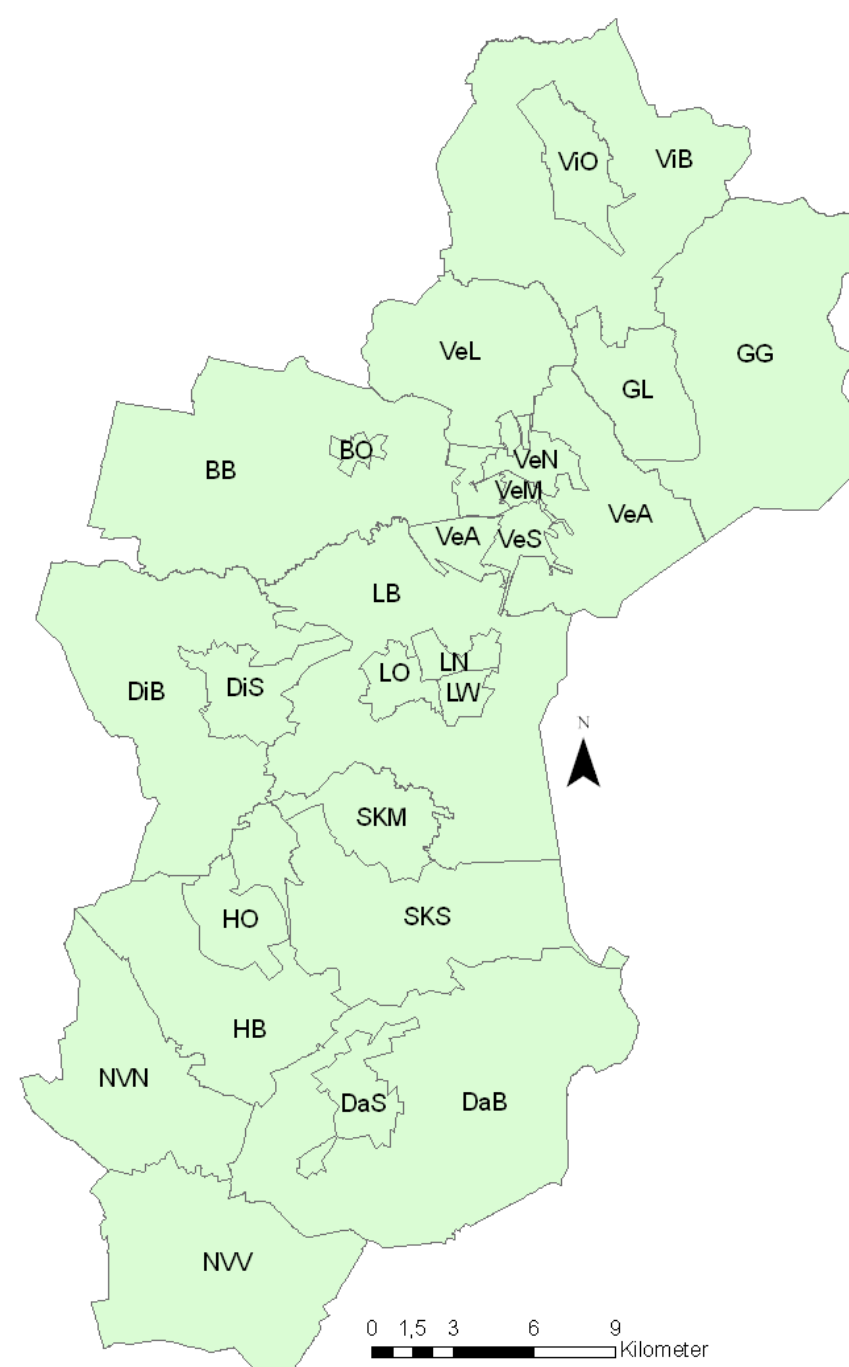 ViO
ViB
VeL
GG
GL
BO
BB
VeN
VeM
VeA
VeA
VeS
LB
LN
LO
LW
DiB
DiS
N
SKM
HO
SKS
HB
NVN
DaS
DaB
NVV
0 1,5 3 6 9
Kilometer